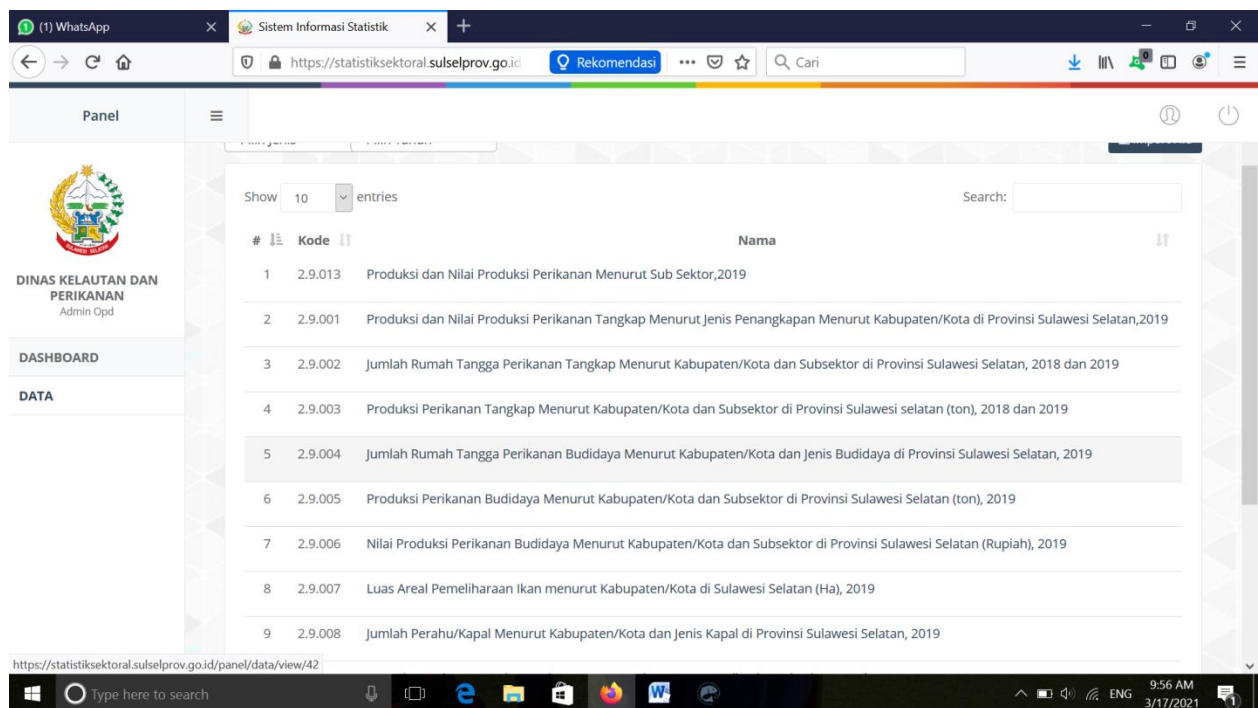 (1) WhatsApp
Sistem Informasi Statistik
https://statistiksektoral.sulselprov.go.id
Rekomendasi
Cari
Panel
SULAWESI SELATAN
DINAS KELAUTAN DAN
PERIKANAN
Admin Opd
DASHBOARD
DATA
Show 10 entries Search:
# Kode Nama
1 2.9.013 Produksi dan Nilai Produksi Perikanan Menurut Sub Sektor,2019
2 2.9.001 Produksi dan Nilai Produksi Perikanan Tangkap Menurut Jenis Penangkapan Menurut Kabupaten/Kota di Provinsi Sulawesi Selatan,2019
3 2.9.002 Jumlah Rumah Tangga Perikanan Tangkap Menurut Kabupaten/Kota dan Subsektor di Provinsi Sulawesi Selatan, 2018 dan 2019
4 2.9.003 Produksi Perikanan Tangkap Menurut Kabupaten/Kota dan Subsektor di Provinsi Sulawesi selatan (ton), 2018 dan 2019
5 2.9.004 Jumlah Rumah Tangga Perikanan Budidaya Menurut Kabupaten/Kota dan Jenis Budidaya di Provinsi Sulawesi Selatan, 2019
6 2.9.005 Produksi Perikanan Budidaya Menurut Kabupaten/Kota dan Subsektor di Provinsi Sulawesi Selatan (ton), 2019
7 2.9.006 Nilai Produksi Perikanan Budidaya Menurut Kabupaten/Kota dan Subsektor di Provinsi Sulawesi Selatan (Rupiah), 2019
8 2.9.007 Luas Areal Pemeliharaan Ikan menurut Kabupaten/Kota di Sulawesi Selatan (Ha), 2019
9 2.9.008 Jumlah Perahu/Kapal Menurut Kabupaten/Kota dan Jenis Kapal di Provinsi Sulawesi Selatan, 2019
https://statistiksektoral.sulselprov.go.id/panel/data/view/42
Type here to search
ENG
9:56 AM
3/17/2021